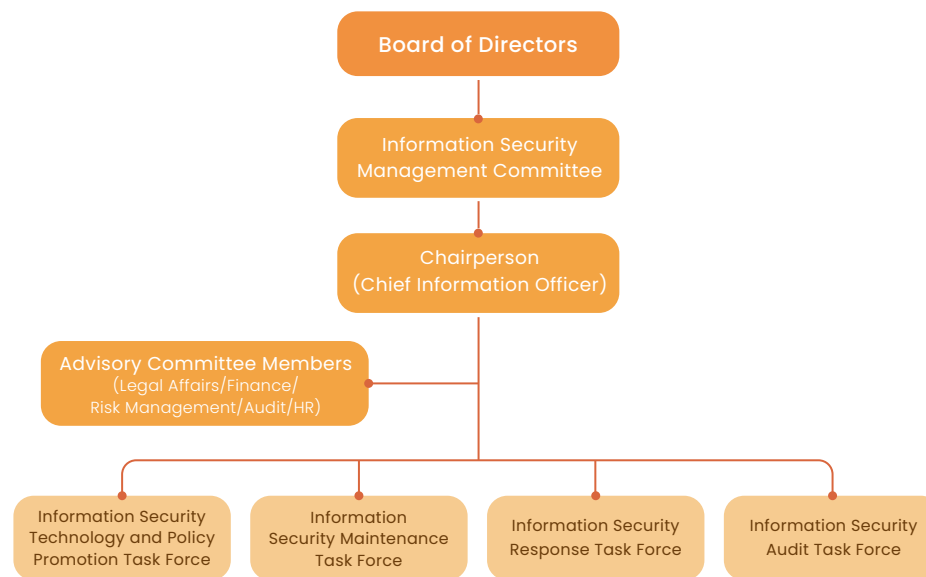 Board of Directors
Information Security
Management Committee
Chairperson
(Chief Information Officer)
Advisory Committee Members
(Legal Affairs/Finance/
Risk Management/Audit/HR)
Information Security
Technology and Policy
Promotion Task Force
Information
Security Maintenance
Task Force
Information Security
Response Task Force
Information Security
Audit Task Force